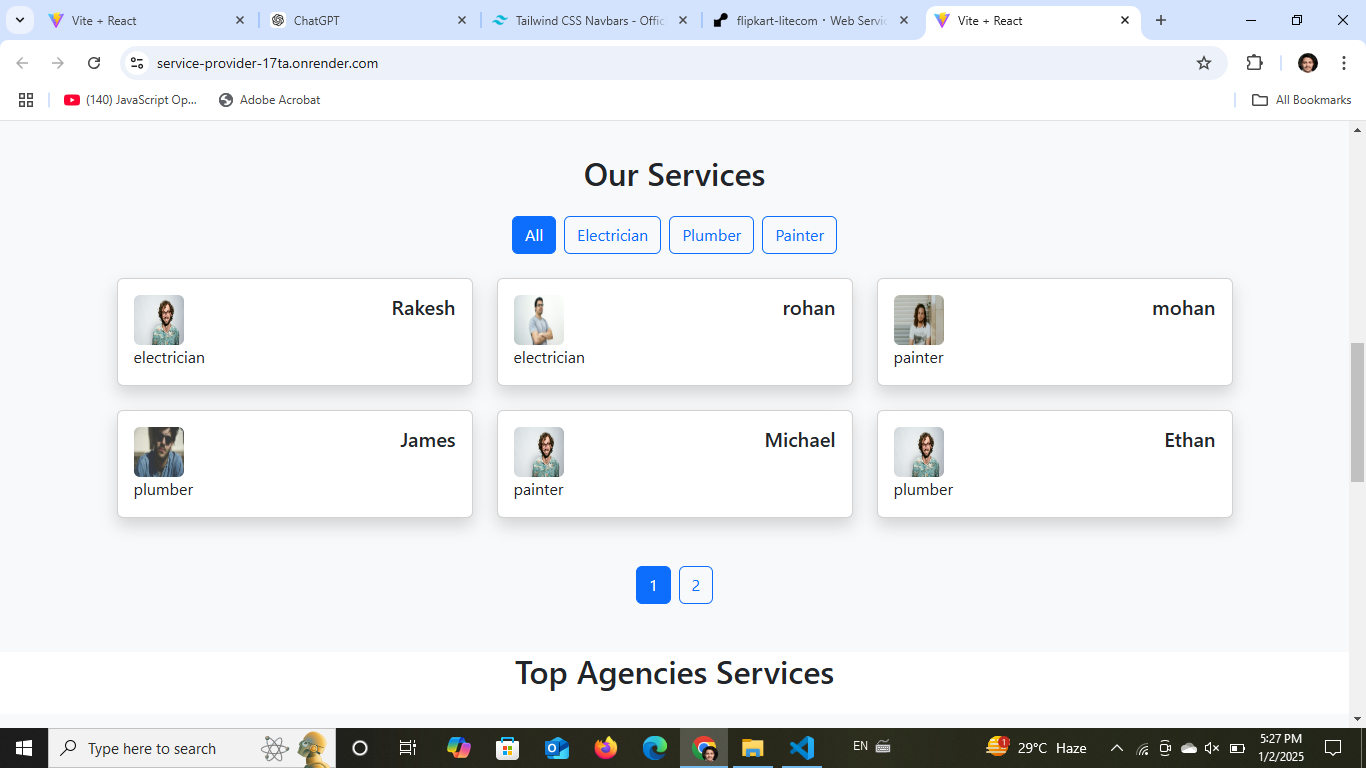 Vite + React
ChatGPT
Tailwind CSS Navbars - Offic
flipkart-litecom · Web Servic
Vite + React
service-provider-17ta.onrender.com
(140) JavaScript Op...
Adobe Acrobat
All Bookmarks
Our Services
All
Electrician
Plumber
Painter
Rakesh
electrician
rohan
electrician
mohan
painter
James
plumber
Michael
painter
Ethan
plumber
1
2
Top Agencies Services
Type here to search
EN
1
29°C Haze
5:27 PM
1/2/2025